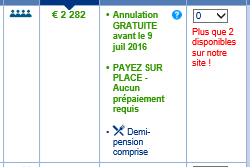 € 2 282
• Annulation
GRATUITE
avant le 9
juil 2016
?
• PAYEZ SUR
PLACE -
Aucun
prépaiement
requis
• Demi-
pension
comprise
0
Plus que 2
disponibles
sur notre
site !